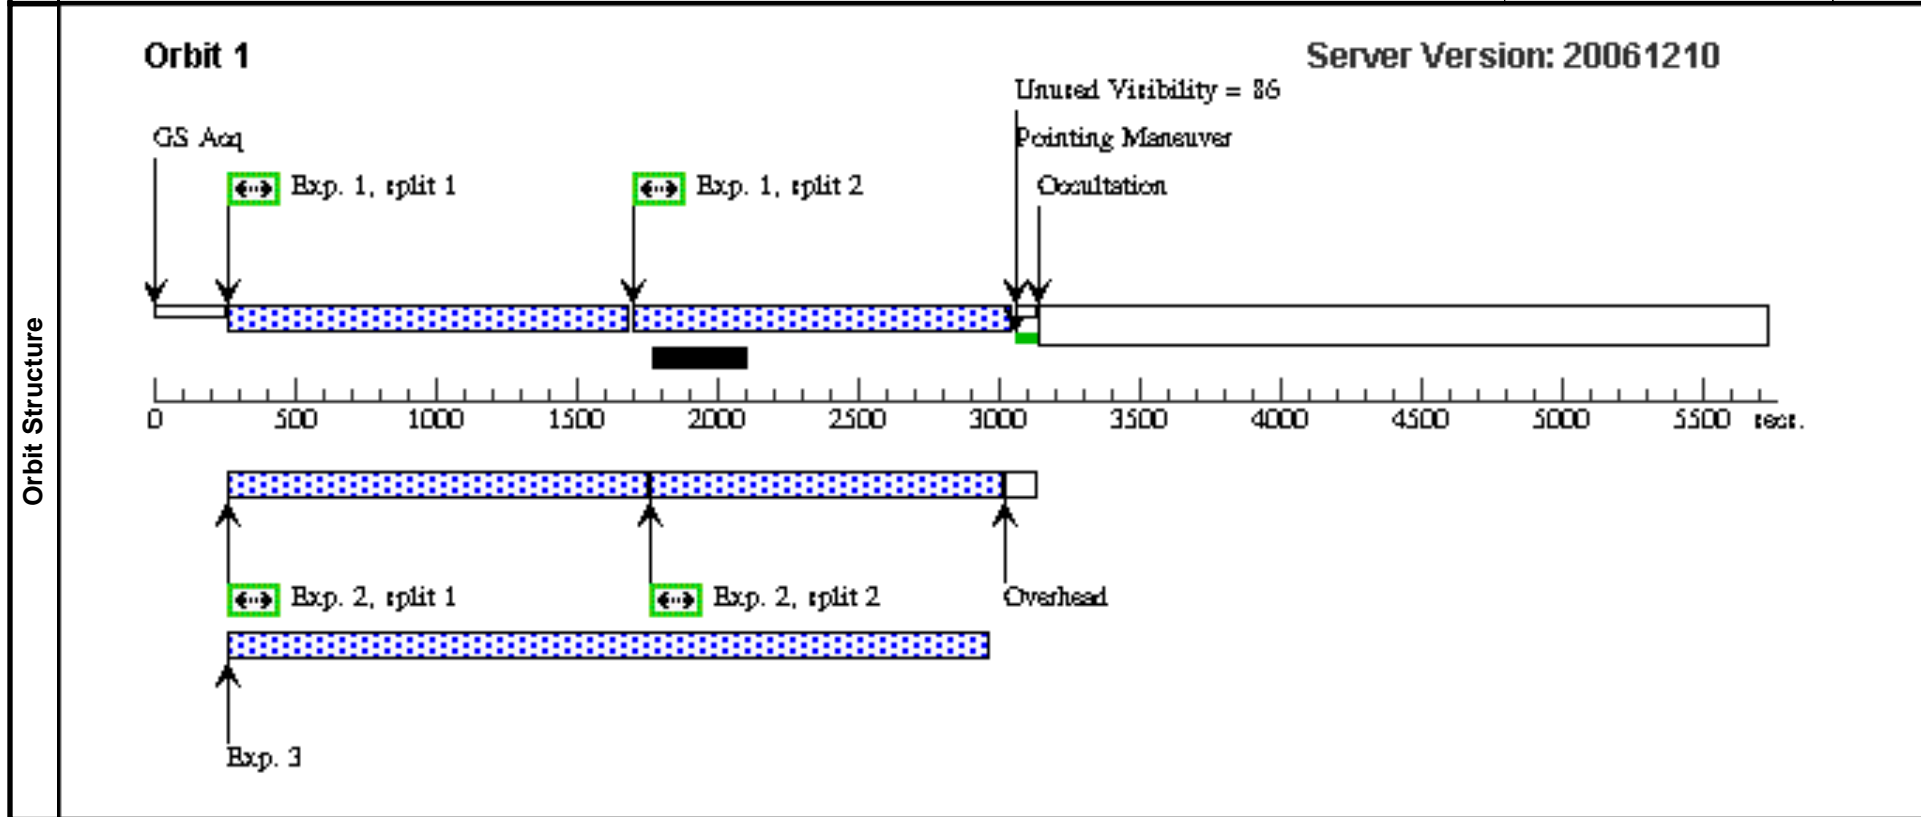 Orbit 1
Server Version: 20061210
Unused Visibility = 86
GS Acq
Pointing Maneuver
Exp. 1, split 1
Exp. 1, split 2
Occultation
Orbit Structure
0 500 1000 1500 2000 2500 3000 3500 4000 4500 5000 5500 secs.
Exp. 2, split 1
Exp. 2, split 2
Overhead
Exp. 3